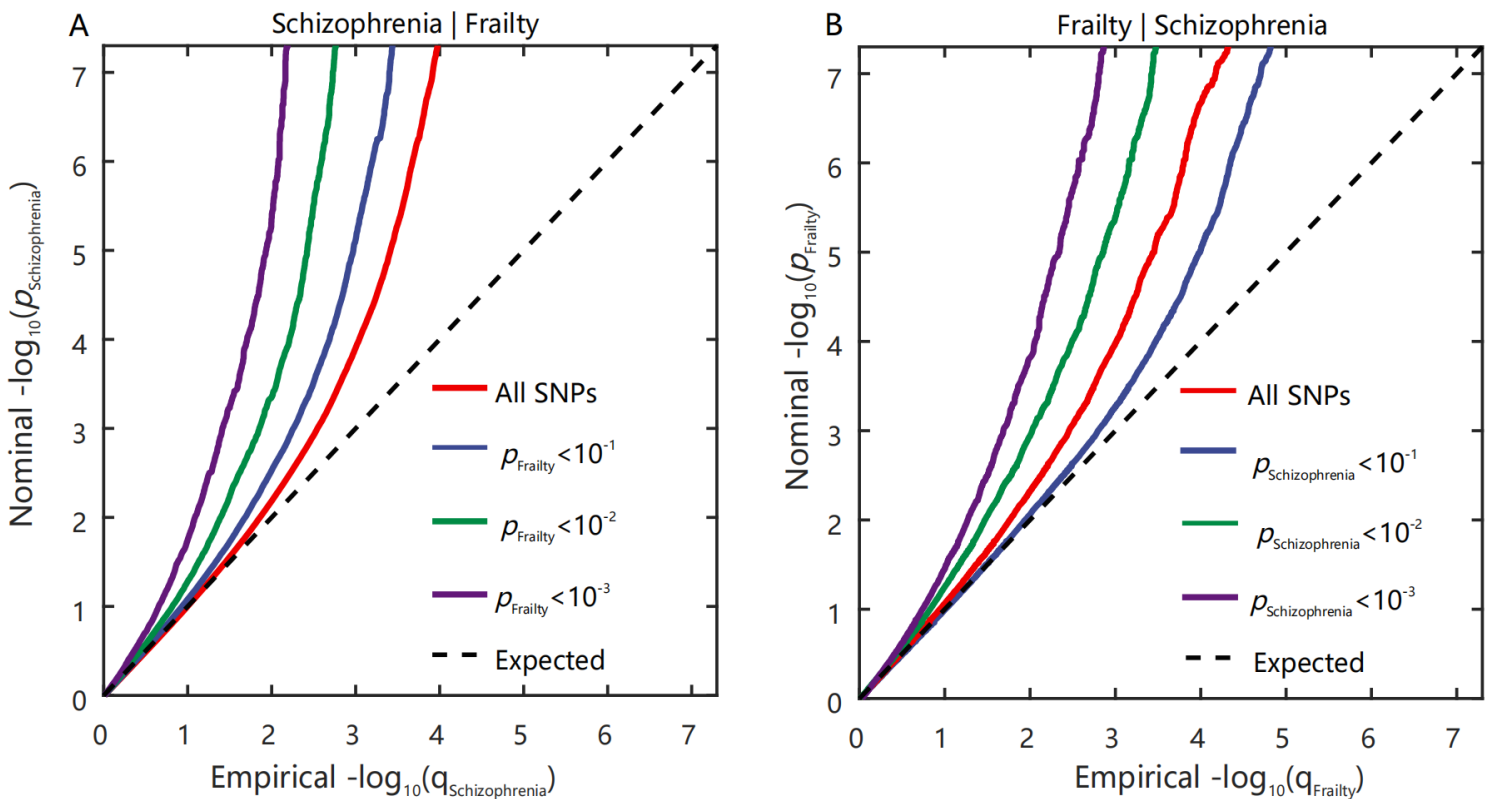 A
Schizophrenia | Frailty
Nominal -log10(pSchizophrenia)
7
6
5
4
3
2
1
0
All SNPs
pFrailty<10-1
pFrailty<10-2
pFrailty<10-3
Expected
0 1 2 3 4 5 6 7
Empirical -log10(qSchizophrenia)
B
Frailty | Schizophrenia
Nominal -log10(pFrailty)
7
6
5
4
3
2
1
0
All SNPs
pSchizophrenia<10-1
pSchizophrenia<10-2
pSchizophrenia<10-3
Expected
0 1 2 3 4 5 6 7
Empirical -log10(qFrailty)